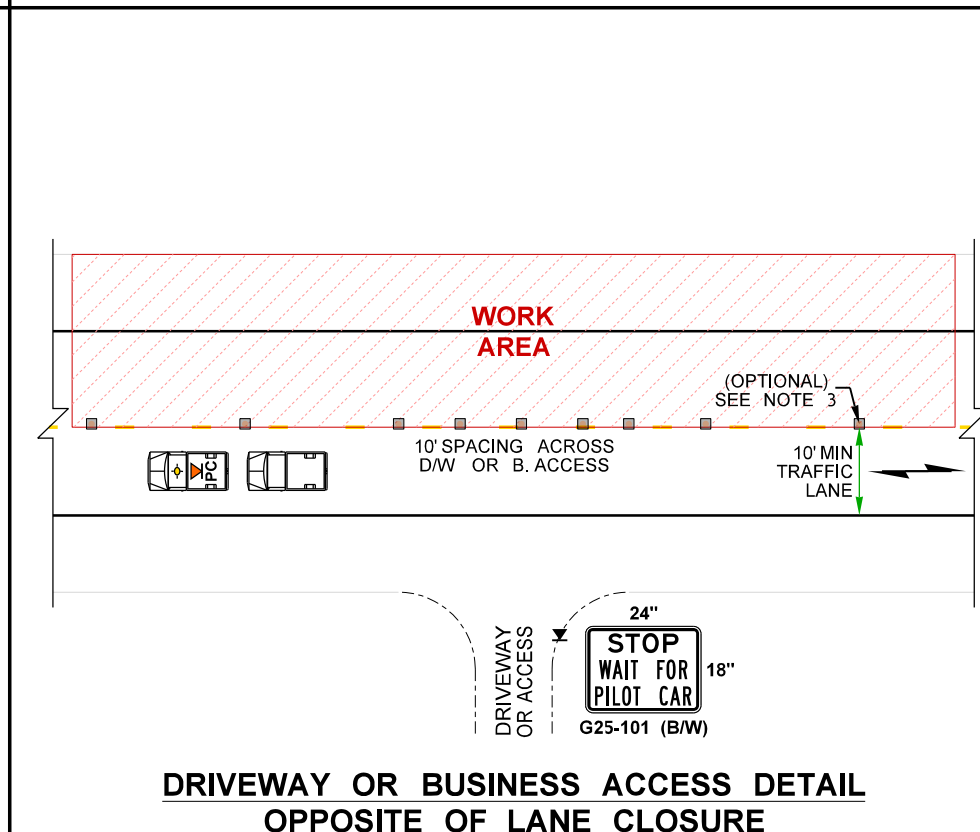 WORK
AREA
(OPTIONAL)
SEE NOTE 3
10' SPACING ACROSS
D/W OR B. ACCESS
10' MIN
TRAFFIC
LANE
PC
DRIVEWAY
OR ACCESS
24"
STOP
WAIT FOR
PILOT CAR
18"
G25-101 (B/W)
DRIVEWAY OR BUSINESS ACCESS DETAIL
OPPOSITE OF LANE CLOSURE